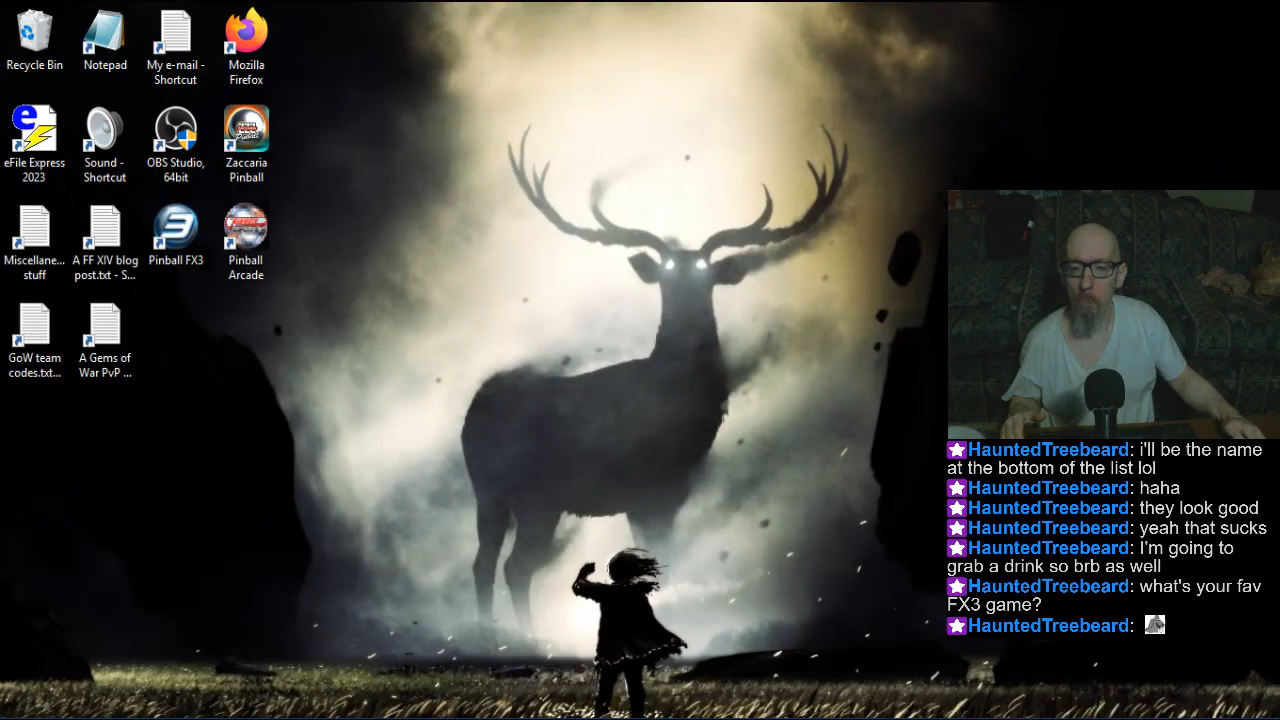 Recycle Bin
Notepad
My e-mail -
Shortcut
Mozilla
Firefox
eFile Express
2023
Sound -
Shortcut
OBS Studio,
64bit
Zaccaria
Pinball
Miscellane...
stuff
A FF XIV blog
post.txt - S...
Pinball FX3
Pinball
Arcade
GoW team
codes.txt...
A Gems of
War PvP ...
HauntedTreebeard: i'll be the name
at the bottom of the list lol
HauntedTreebeard: haha
HauntedTreebeard: they look good
HauntedTreebeard: yeah that sucks
HauntedTreebeard: I'm going to
grab a drink so brb as well
HauntedTreebeard: what's your fav
FX3 game?
HauntedTreebeard: